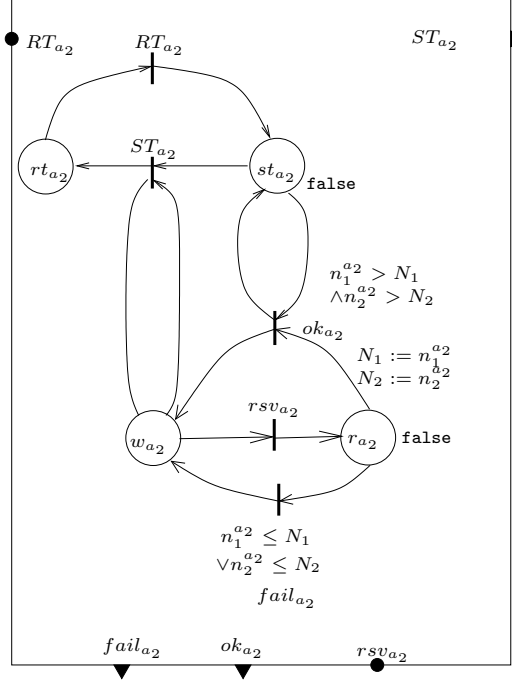 RT_{a_2} RT_{a_2} ST_{a_2}
ST_{a_2}
rt_{a_2} st_{a_2}
false
n_1^{a_2} > N_1
∧n_2^{a_2} > N_2
ok_{a_2}
N_1 := n_1^{a_2}
N_2 := n_2^{a_2}
rsv_{a_2}
w_{a_2} r_{a_2} false
n_1^{a_2} ≤ N_1
∨n_2^{a_2} ≤ N_2
fail_{a_2}
fail_{a_2} ok_{a_2} rsv_{a_2}